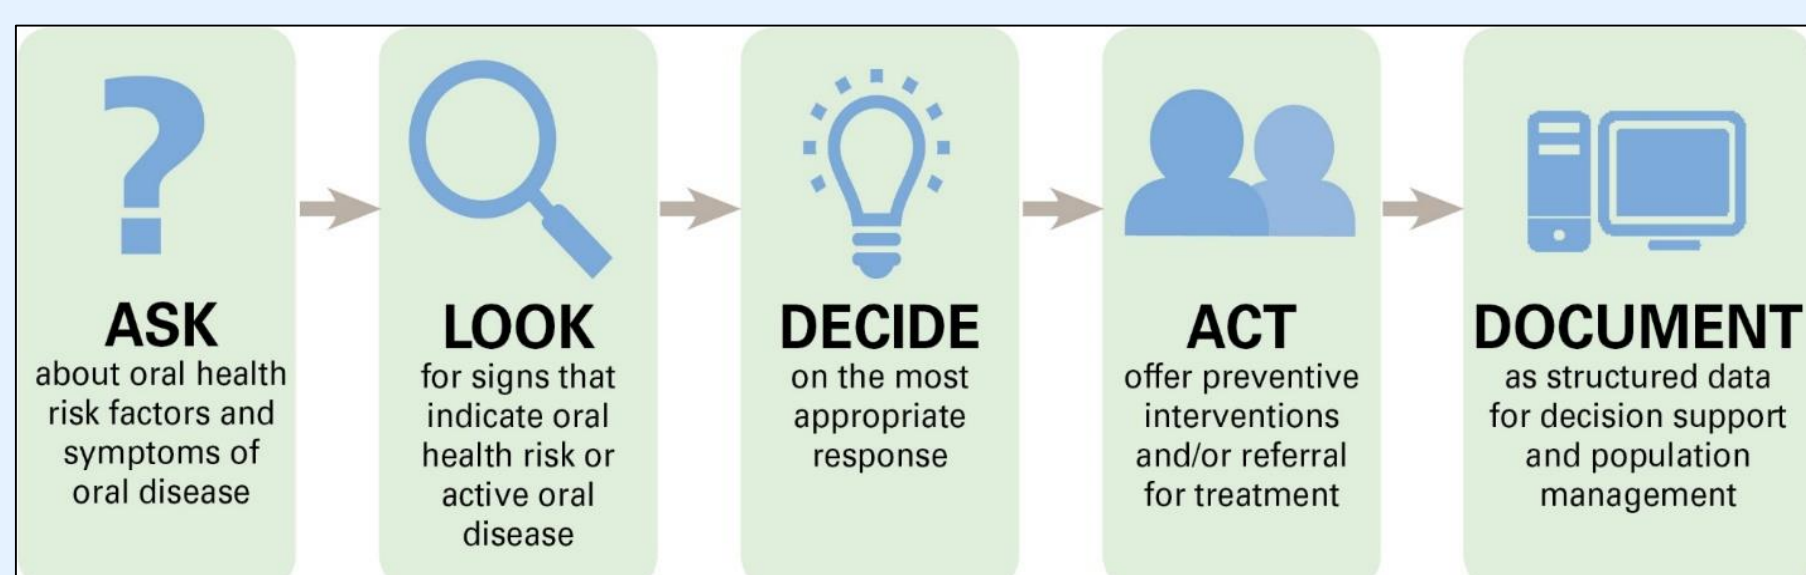 ASK
about oral health
risk factors and
symptoms of
oral disease
LOOK
for signs that
indicate oral
health risk or
active oral
disease
DECIDE
on the most
appropriate
response
ACT
offer preventive
interventions
and/or referral
for treatment
DOCUMENT
as structured data
for decision support
and population
management